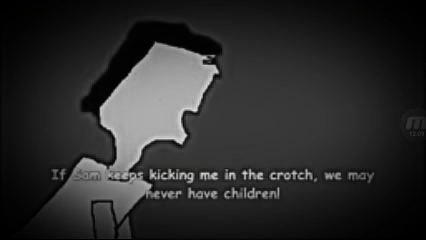 If Sam keeps kicking me in the crotch, we may
never have children!